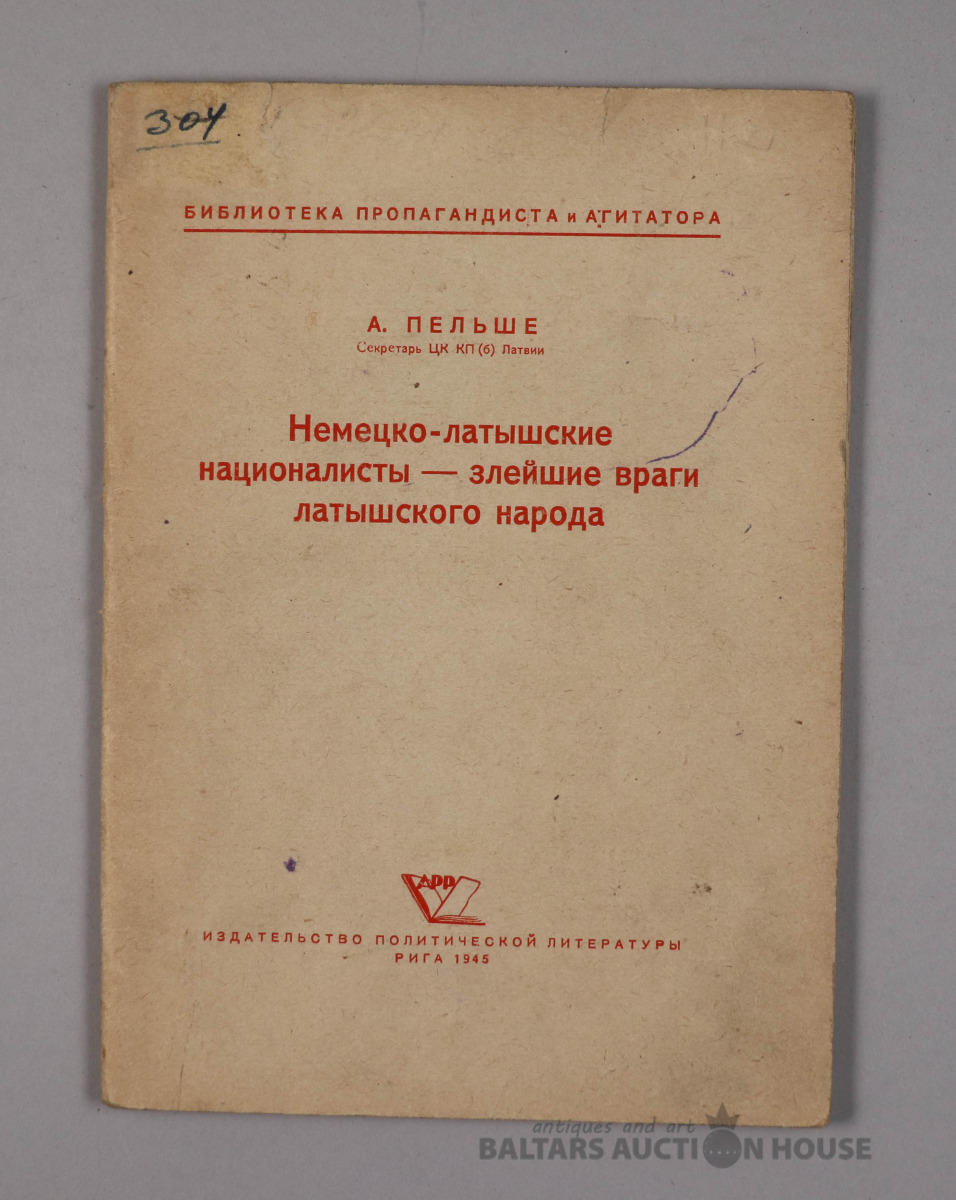 304
БИБЛИОТЕКА ПРОПАГАНДИСТА и АГИТАТОРА
А. ПЕЛЬШЕ
Секретарь ЦК КП(б) Латвии
Немецко-латышские
националисты — злейшие враги
латышского народа
ИЗДАТЕЛЬСТВО ПОЛИТИЧЕСКОЙ ЛИТЕРАТУРЫ
РИГА 1945
antiques and art
BALTARS AUCTION HOUSE